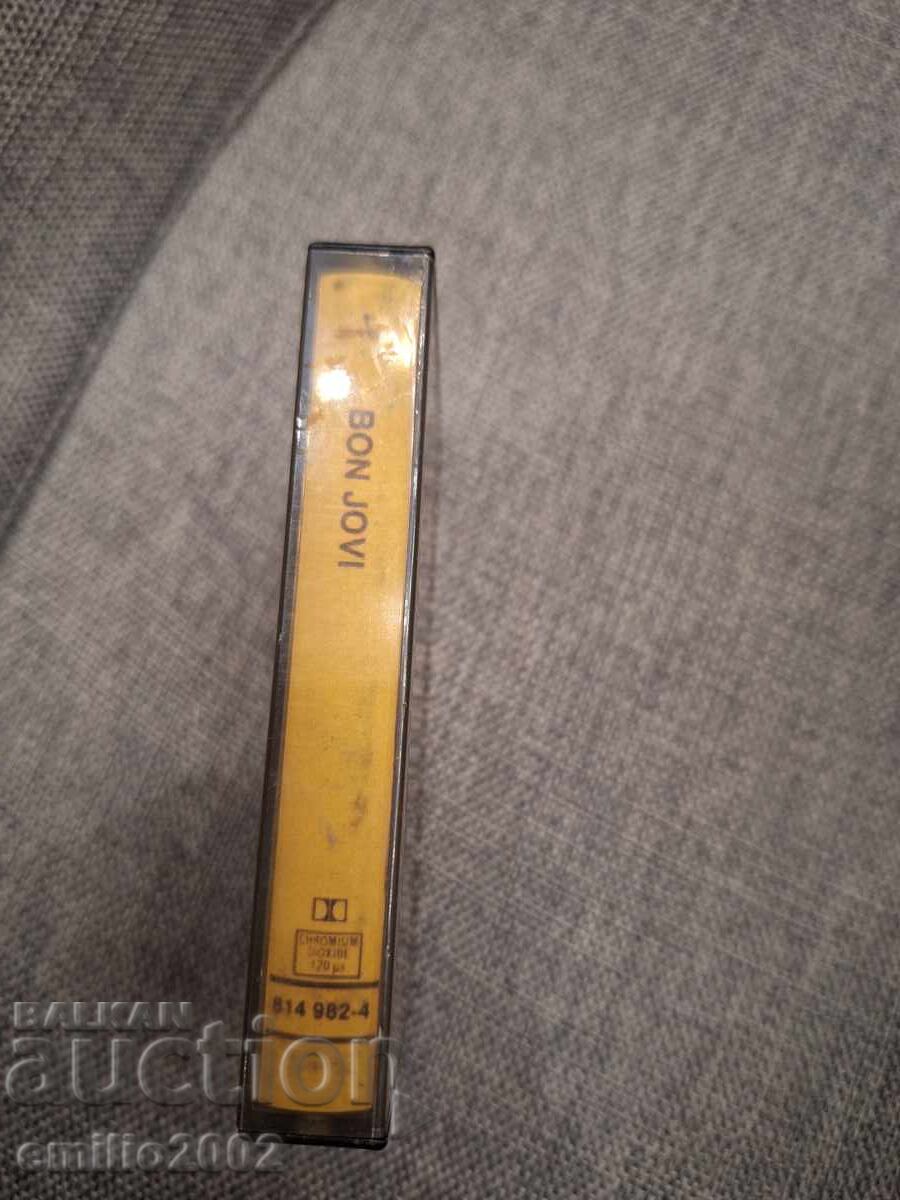 BON JOVI
CHROMIUM
DIOXIDE
120 µs
814 982-4
BALKAN
auction
emilio2002